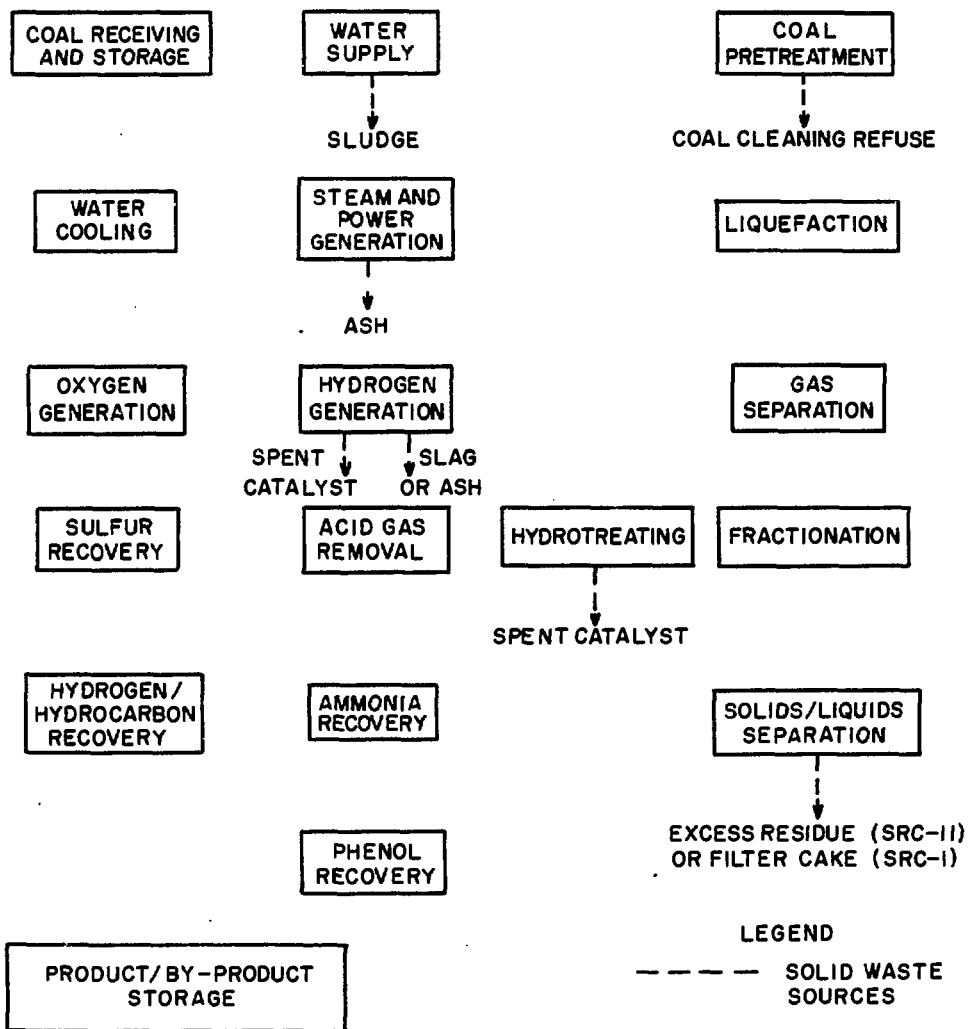 COAL RECEIVING
AND STORAGE
WATER
SUPPLY
COAL
PRETREATMENT
SLUDGE
COAL CLEANING REFUSE
WATER
COOLING
STEAM AND
POWER
GENERATION
LIQUEFACTION
ASH
OXYGEN
GENERATION
HYDROGEN
GENERATION
GAS
SEPARATION
SPENT
CATALYST
SLAG
OR ASH
SULFUR
RECOVERY
ACID GAS
REMOVAL
HYDROTREATING
FRACTIONATION
SPENT CATALYST
HYDROGEN/
HYDROCARBON
RECOVERY
AMMONIA
RECOVERY
SOLIDS/LIQUIDS
SEPARATION
EXCESS RESIDUE (SRC-II)
OR FILTER CAKE (SRC-I)
PHENOL
RECOVERY
PRODUCT/BY-PRODUCT
STORAGE
LEGEND
SOLID WASTE
SOURCES